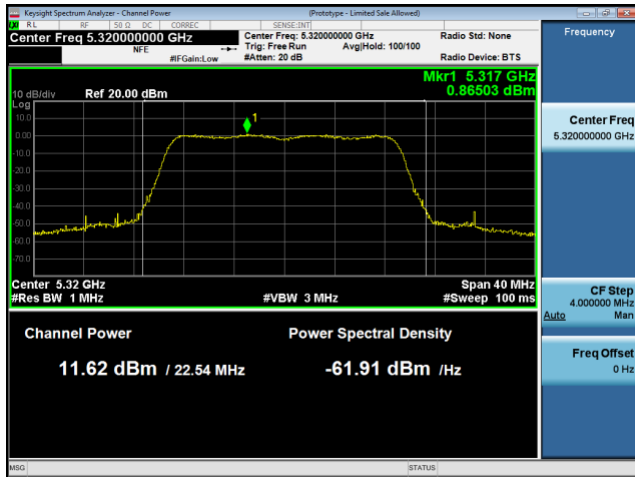 Keysight Spectrum Analyzer - Channel Power (Prototype - Limited Sale Allowed)
RL RF 50 Ω DC CORREC SENSE:INT
Center Freq 5.320000000 GHz
NFE
#IFGain:Low
Center Freq: 5.320000000 GHz
Trig: Free Run Avg|Hold: 100/100
#Atten: 20 dB
Radio Std: None
Radio Device: BTS
Frequency
Mkr1 5.317 GHz
0.86503 dBm
10 dB/div Ref 20.00 dBm
Log
10.0
0.00
-10.0
-20.0
-30.0
-40.0
-50.0
-60.0
-70.0
1
Center 5.32 GHz Span 40 MHz
#Res BW 1 MHz #VBW 3 MHz #Sweep 100 ms
Channel Power Power Spectral Density
11.62 dBm / 22.54 MHz -61.91 dBm /Hz
Center Freq
5.320000000 GHz
CF Step
4.000000 MHz
Auto Man
Freq Offset
0 Hz
MSG STATUS